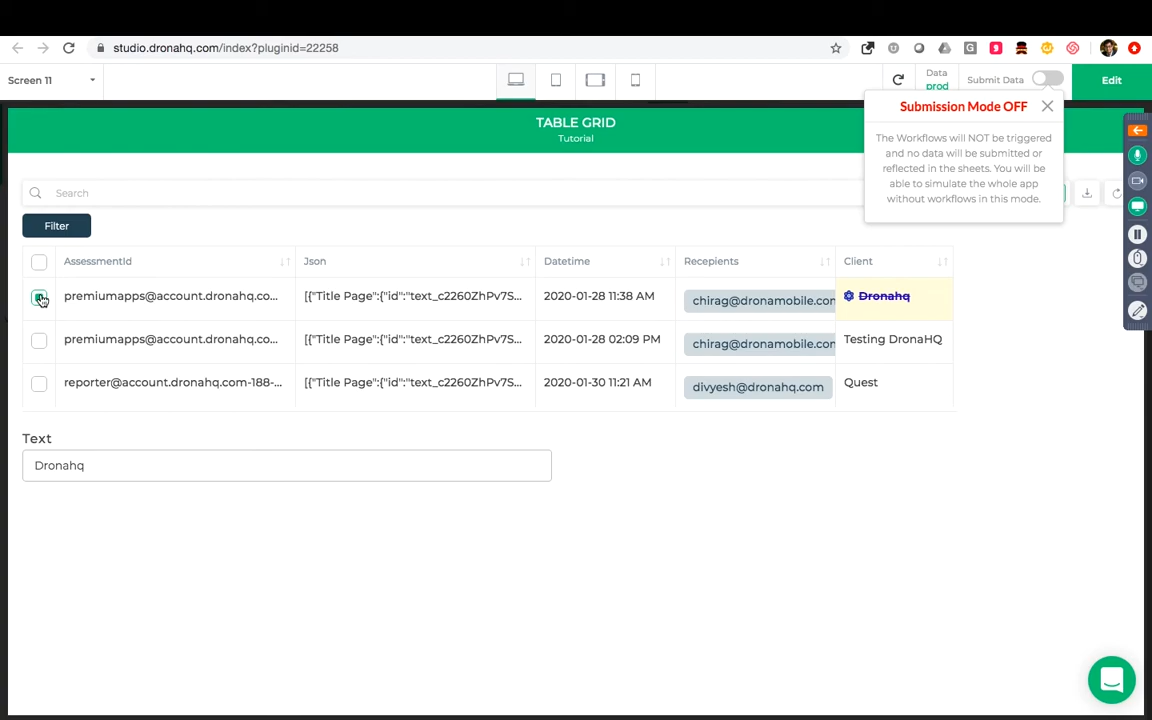 studio.dronahq.com/index?pluginid=22258
Screen 11
Data
prod
Submit Data
Edit
TABLE GRID
Tutorial
Submission Mode OFF
The Workflows will NOT be triggered
and no data will be submitted or
reflected in the sheets. You will be
able to simulate the whole app
without workflows in this mode.
Search
Filter
AssessmentId Json Datetime Recepients Client
premiumapps@account.dronahq.co... [{"Title Page":{"id":"text_c2260ZhPv7S... 2020-01-28 11:38 AM chirag@dronamobile.con Dronahq
premiumapps@account.dronahq.co... [{"Title Page":{"id":"text_c2260ZhPv7S... 2020-01-28 02:09 PM chirag@dronamobile.con Testing DronaHQ
reporter@account.dronahq.com-188-... [{"Title Page":{"id":"text_c2260ZhPv7S... 2020-01-30 11:21 AM divyesh@dronahq.com Quest
Text
Dronahq